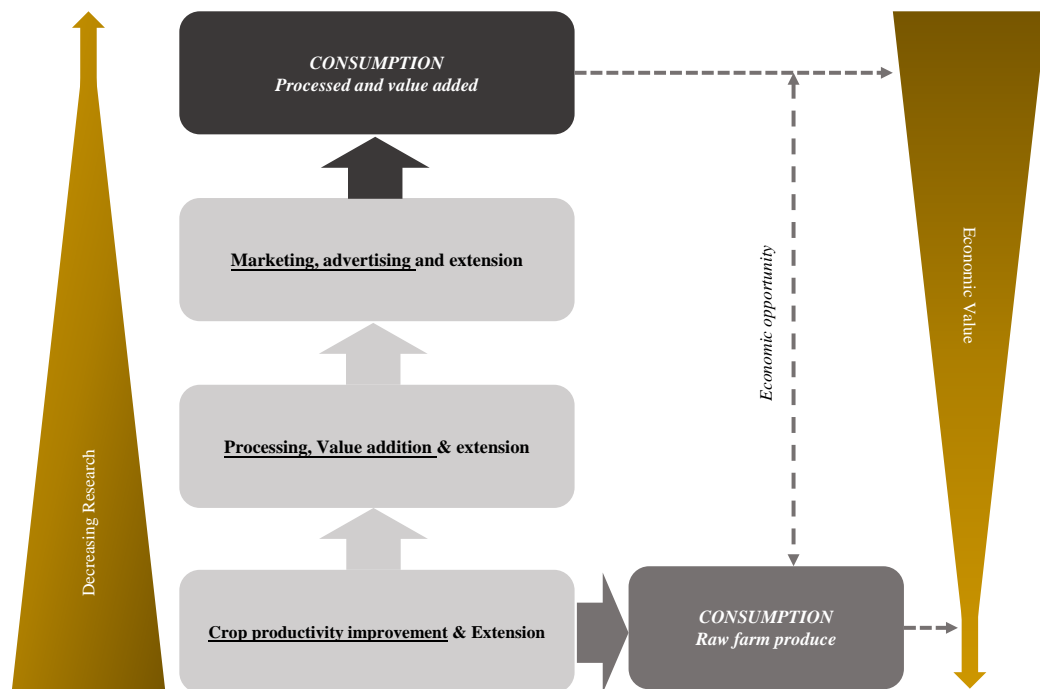 CONSUMPTION
Processed and value added
Marketing, advertising and extension
Economic Value
Economic opportunity
Processing, Value addition & extension
Decreasing Research
Crop productivity improvement & Extension
CONSUMPTION
Raw farm produce